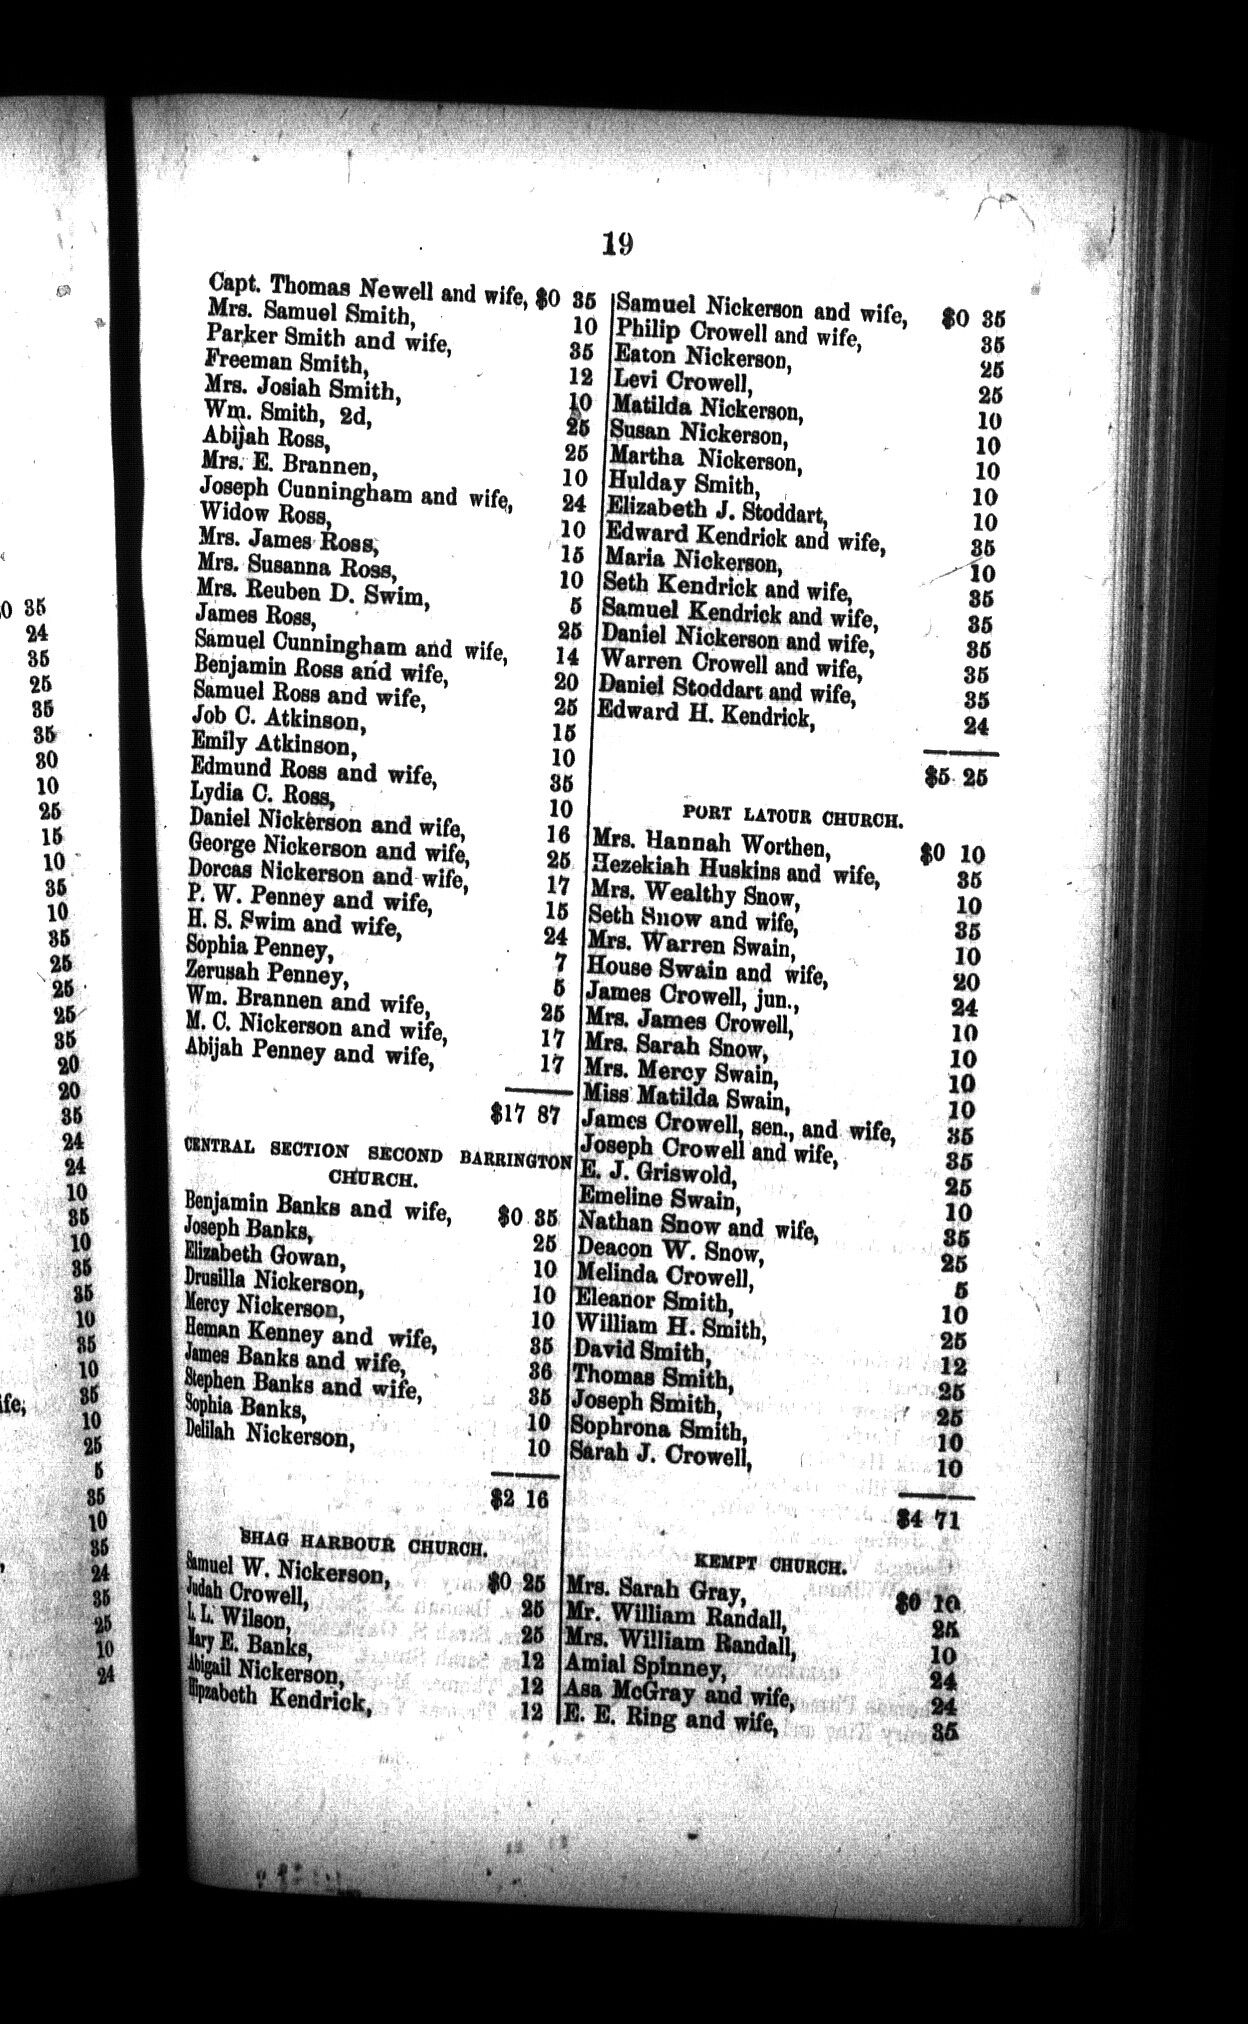 19
Capt. Thomas Newell and wife, $0 35
Mrs. Samuel Smith, 10
Parker Smith and wife, 35
Freeman Smith, 12
Mrs. Josiah Smith, 10
Wm. Smith, 2d, 25
Abijah Ross, 25
Mrs. E. Brannen, 10
Joseph Cunningham and wife, 24
Widow Ross, 10
Mrs. James Ross, 15
Mrs. Susanna Ross, 10
Mrs. Reuben D. Swim, 5
James Ross, 25
Samuel Cunningham and wife, 14
Benjamin Ross and wife, 20
Samuel Ross and wife, 25
Job C. Atkinson, 15
Emily Atkinson, 10
Edmund Ross and wife, 35
Lydia C. Ross, 10
Daniel Nickerson and wife, 16
George Nickerson and wife, 25
Dorcas Nickerson and wife, 17
P. W. Penney and wife, 15
H. S. Swim and wife, 24
Sophia Penney, 7
Zerusah Penney, 5
Wm. Brannen and wife, 25
M. C. Nickerson and wife, 17
Abijah Penney and wife, 17
$17 87
CENTRAL SECTION SECOND BARRINGTON
CHURCH.
Benjamin Banks and wife, $0 35
Joseph Banks, 25
Elizabeth Gowan, 10
Drusilla Nickerson, 10
Mercy Nickerson, 10
Heman Kenney and wife, 35
James Banks and wife, 36
Stephen Banks and wife, 35
Sophia Banks, 10
Delilah Nickerson, 10
$2 16
SHAG HARBOUR CHURCH.
Samuel W. Nickerson, $0 25
Judah Crowell, 25
L. Wilson, 25
Mary E. Banks, 12
Abigail Nickerson, 12
Hipzabeth Kendrick, 12
Samuel Nickerson and wife, $0 35
Philip Crowell and wife, 35
Eaton Nickerson, 25
Levi Crowell, 25
Matilda Nickerson, 10
Susan Nickerson, 10
Martha Nickerson, 10
Hulday Smith, 10
Elizabeth J. Stoddart, 10
Edward Kendrick and wife, 35
Maria Nickerson, 10
Seth Kendrick and wife, 35
Samuel Kendrick and wife, 35
Daniel Nickerson and wife, 35
Warren Crowell and wife, 35
Daniel Stoddart and wife, 35
Edward H. Kendrick, 24
$5 25
PORT LATOUR CHURCH.
Mrs. Hannah Worthen, $0 10
Hezekiah Huskins and wife, 35
Mrs. Wealthy Snow, 10
Seth Snow and wife, 35
Mrs. Warren Swain, 10
House Swain and wife, 20
James Crowell, jun., 24
Mrs. James Crowell, 10
Mrs. Sarah Snow, 10
Mrs. Mercy Swain, 10
Miss Matilda Swain, 10
James Crowell, sen., and wife, 35
Joseph Crowell and wife, 35
E. J. Griswold, 25
Emeline Swain, 10
Nathan Snow and wife, 35
Deacon W. Snow, 25
Melinda Crowell, 5
Eleanor Smith, 10
William H. Smith, 25
David Smith, 12
Thomas Smith, 25
Joseph Smith, 25
Sophrona Smith, 10
Sarah J. Crowell, 10
$4 71
KEMPT CHURCH.
Mrs. Sarah Gray, $0 10
Mr. William Randall, 25
Mrs. William Randall, 10
Amial Spinney, 24
Asa McGray and wife, 24
E. E. Ring and wife, 35